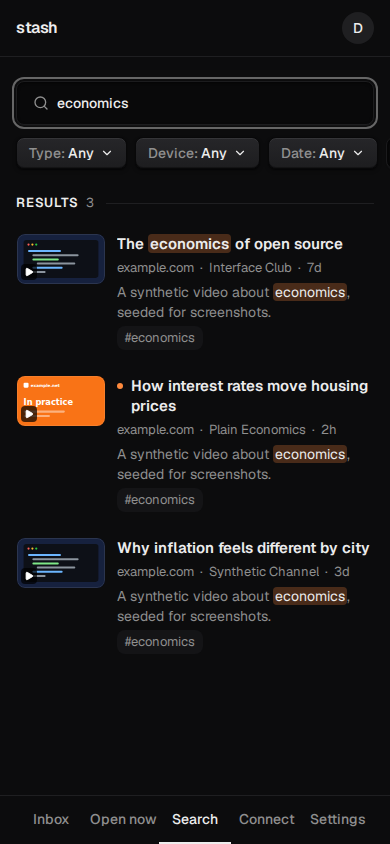 stash
D
economics
Type: Any
Device: Any
Date: Any
RESULTS 3
The economics of open source
example.com · Interface Club · 7d
A synthetic video about economics,
seeded for screenshots.
#economics
example.net
In practice
How interest rates move housing
prices
example.com · Plain Economics · 2h
A synthetic video about economics,
seeded for screenshots.
#economics
Why inflation feels different by city
example.com · Synthetic Channel · 3d
A synthetic video about economics,
seeded for screenshots.
#economics
Inbox
Open now
Search
Connect
Settings